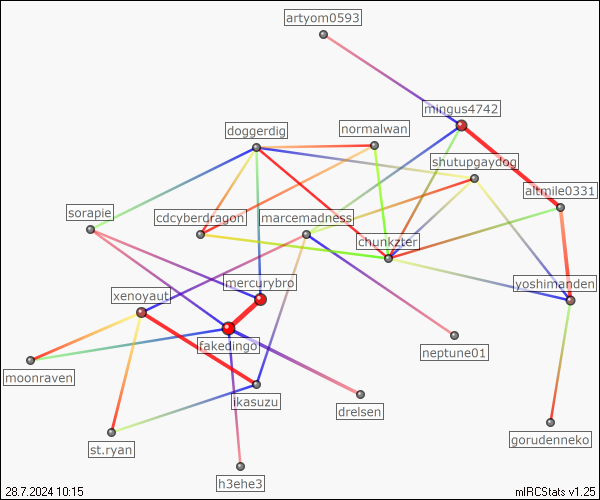 artyom0593
mingus4742
normalwan
doggerdig
shutupgaydog
altmile0331
sorapie
cdcyberdragon
marcemadness
chunkzter
mercurybro
yoshimanden
xenoyaut
fakedingo
neptune01
moonraven
ikasuzu
drelsen
gorudenneko
st.ryan
h3ehe3
28.7.2024 10:15
mIRCStats v1.25